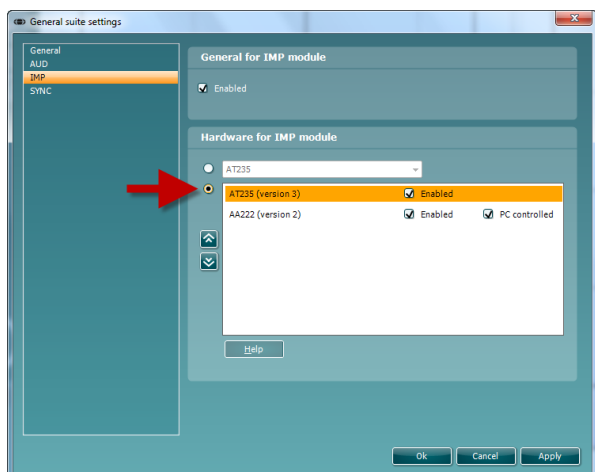 General suite settings
General
AUD
IMP
SYNC
General for IMP module
Enabled
Hardware for IMP module
AT235
AT235 (version 3) Enabled
AA222 (version 2) Enabled PC controlled
Help
Ok Cancel Apply